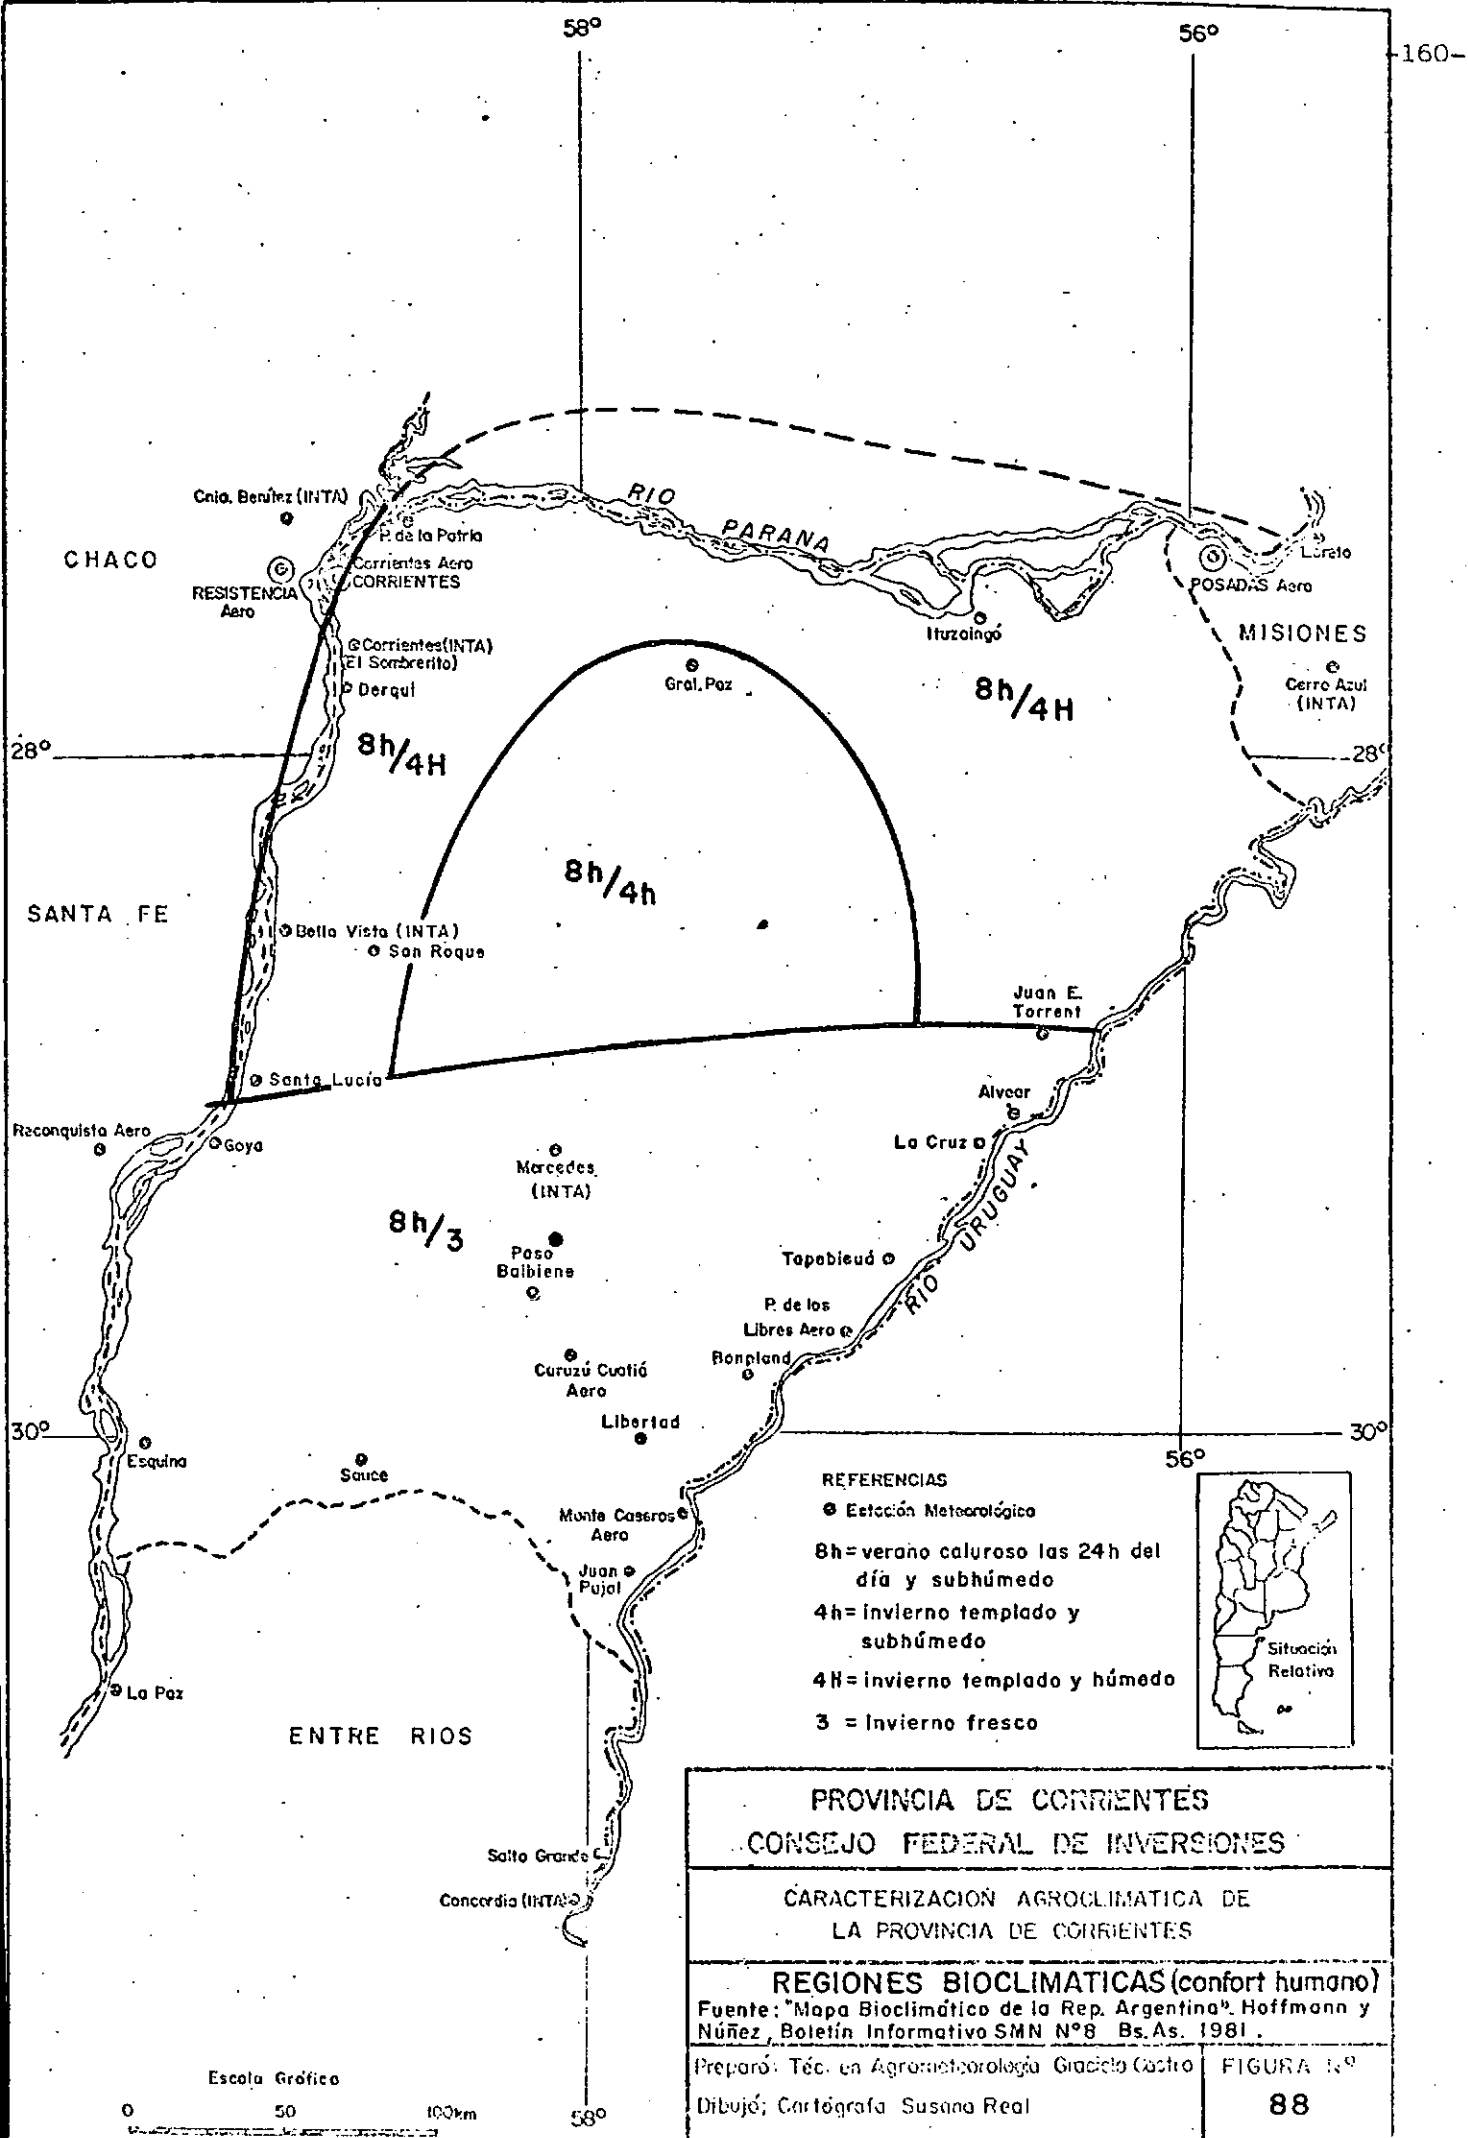 58º
56º
-160-
Cnia. Benítez (INTA)
RIO
PARANA
P. de la Patria
CHACO
Corrientes Aero
CORRIENTES
RESISTENCIA
Aero
Loreto
POSADAS Aero
Ituzaingó
MISIONES
Corrientes (INTA)
(El Sombrerito)
Gral. Paz
Cerro Azul
(INTA)
Derqui
8h/4H
8h/4H
28º
28º
8h/4h
SANTA FE
Bella Vista (INTA)
San Roque
Juan E.
Torrent
Santa Lucía
Alvear
Reconquista Aero
Goya
La Cruz
Mercedes
(INTA)
RIO URUGUAY
8h/3
Paso
Balbiene
Tapebicuá
P. de los
Libres Aero
Bonpland
Curuzú Cuatiá
Aero
Libertad
30º
30º
Esquina
Sauce
56º
Monte Caseros
Aero
Juan
Pujol
REFERENCIAS
Estación Meteorológica
8h= verano caluroso las 24h del
día y subhúmedo
4h= invierno templado y
subhúmedo
4H= invierno templado y húmedo
3 = Invierno fresco
Situación
Relativa
La Paz
ENTRE RIOS
Salto Grande
Concordia (INTA)
PROVINCIA DE CORRIENTES
CONSEJO FEDERAL DE INVERSIONES
CARACTERIZACION AGROCLIMATICA DE
LA PROVINCIA DE CORRIENTES
REGIONES BIOCLIMATICAS (confort humano)
Fuente: "Mapa Bioclimático de la Rep. Argentina". Hoffmann y
Núñez, Boletín Informativo SMN Nº8 Bs. As. 1981.
Preparó: Téc. en Agrometeorología Graciela Castro
Dibujó; Cartógrafa Susana Real
FIGURA Nº
88
Escala Gráfica
0 50 100km
58º